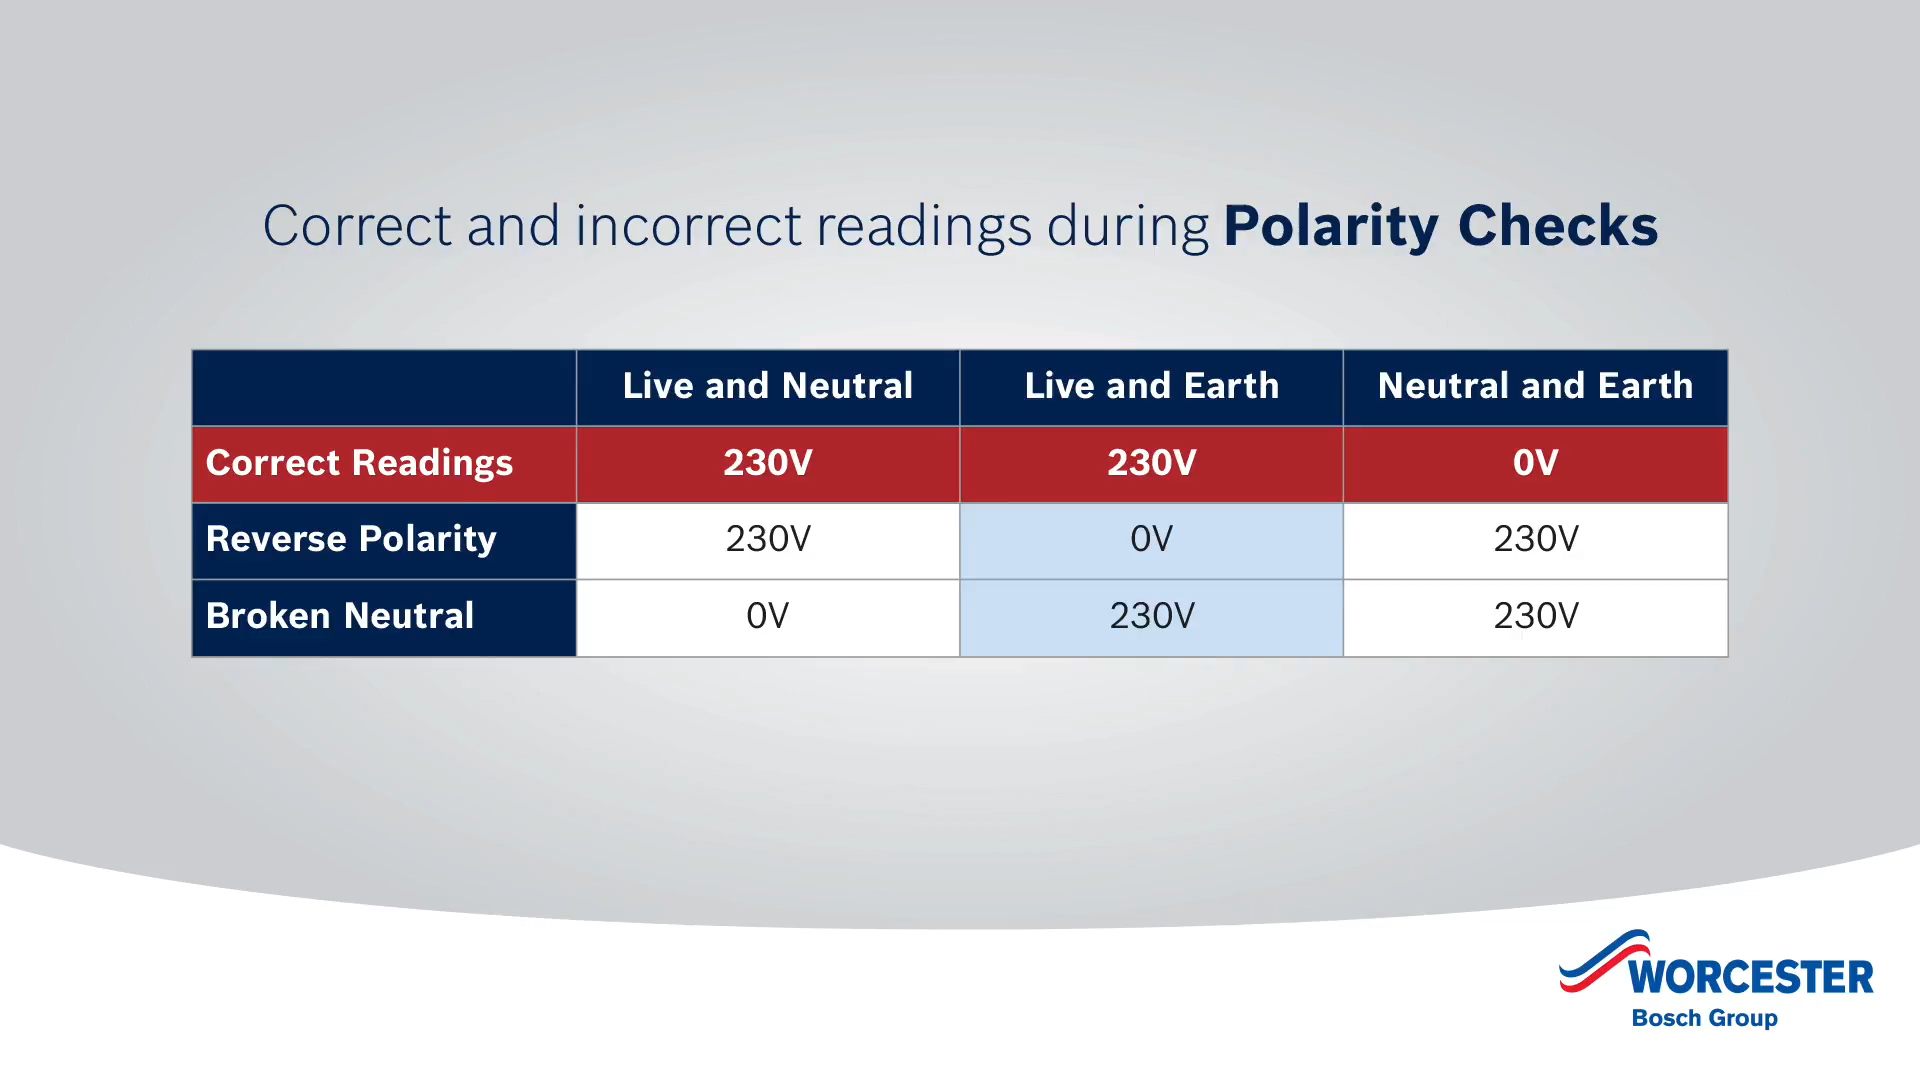 Correct and incorrect readings during Polarity Checks
Live and Neutral Live and Earth Neutral and Earth
Correct Readings 230V 230V 0V
Reverse Polarity 230V 0V 230V
Broken Neutral 0V 230V 230V
WORCESTER
Bosch Group